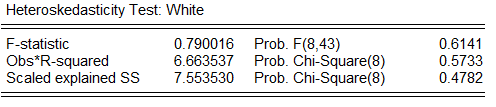 Heteroskedasticity Test: White
F-statistic 0.790016 Prob. F(8,43) 0.6141
Obs*R-squared 6.663537 Prob. Chi-Square(8) 0.5733
Scaled explained SS 7.553530 Prob. Chi-Square(8) 0.4782